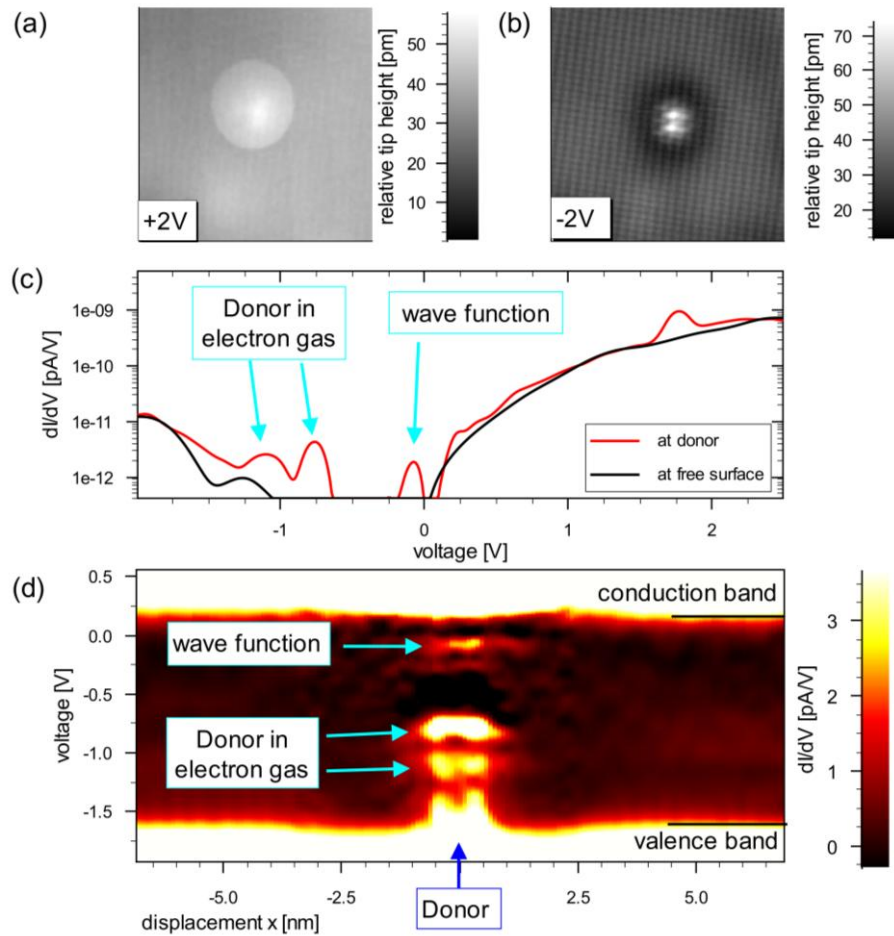 (a)
50
40
30
20
10
relative tip height [pm]
+2V
(b)
70
60
50
40
30
20
relative tip height [pm]
-2V
(c)
1e-09
1e-10
1e-11
1e-12
dI/dV [pA/V]
Donor in
electron gas
wave function
at donor
at free surface
-1
0
1
2
voltage [V]
(d)
0.5
0.0
-0.5
-1.0
-1.5
voltage [V]
conduction band
wave function
Donor in
electron gas
valence band
3
2
1
0
dI/dV [pA/V]
-5.0
-2.5
2.5
5.0
displacement x [nm]
Donor